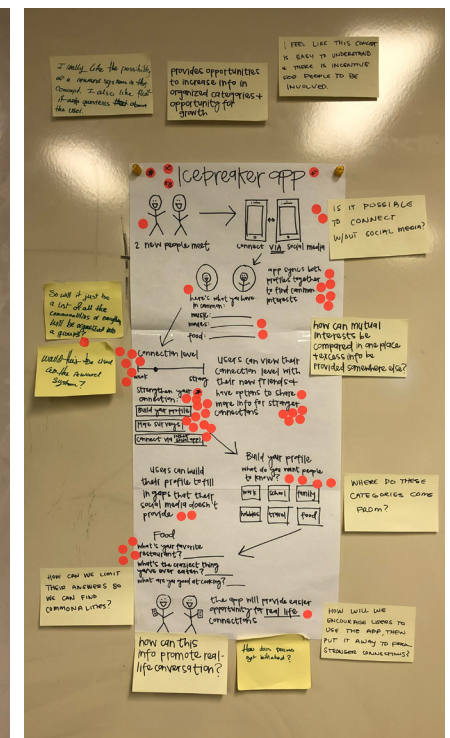 I really like the possibility
of a reward system in the
concept. I also like that
it asks questions about
the user.
provides opportunities
to increase info in
organized categories +
opportunity for
growth
I FEEL LIKE THIS CONCEPT
IS EASY TO UNDERSTAND
& THERE IS INCENTIVE
FOR PEOPLE TO BE
INVOLVED.
Icebreaker app
2 new people meet
connect VIA social media
IS IT POSSIBLE
TO CONNECT
W/OUT SOCIAL MEDIA?
app syncs both
profiles together
to find common
interests
here's what you have
in common:
music:
movies:
food:
So will it just be
a list of all the
commonalities or
will be organized into
how can mutual
interests be
compared in one place
+ excess info be
provided somewhere else?
would this be
the reward
system?
connection level
weak
strong
users can view their
connection level with
their new friends +
have options to share
more info for stronger
connections
strengthen your
connection:
Build your profile
take surveys
connect via
Build your profile
what do you want people
to know?
work
school
family
hobbies
travel
food
users can build
their profile to fill
in gaps that their
social media doesn't
provide
WHERE DO THESE
CATEGORIES COME
FROM?
Food
what's your favorite
restaurant?
what's the craziest thing
you've ever eaten?
what are you good at cooking?
HOW CAN WE LIMIT
THEIR ANSWERS SO
WE CAN FIND
COMMONALITIES?
the app will provide easier
opportunity for real life
connections
HOW WILL WE
ENCOURAGE USERS TO
USE THE APP, THEN
PUT IT AWAY TO FORM
STRONGER CONNECTIONS?
how can this
info promote real-
life conversation?
How does
get initiated?